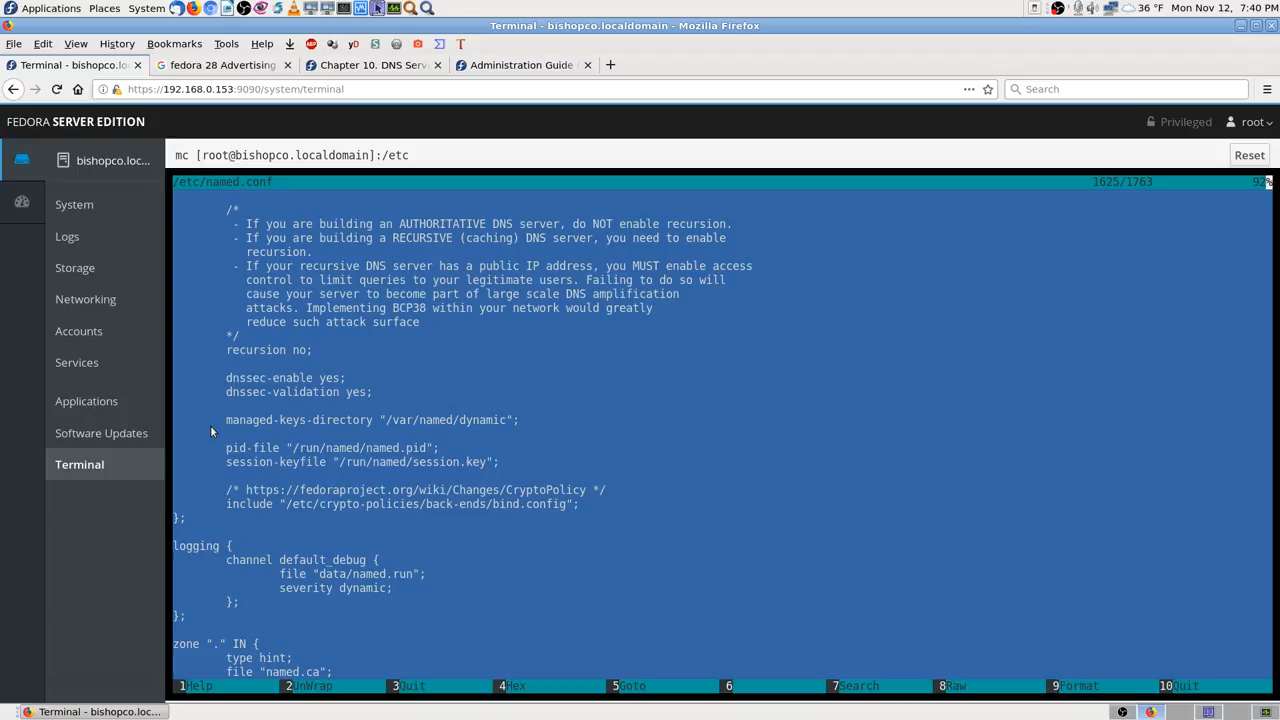 Applications Places System 36 °F Mon Nov 12, 7:40 PM
Terminal - bishopco.localdomain - Mozilla Firefox
File Edit View History Bookmarks Tools Help
Terminal - bishopco.loc... fedora 28 Advertising Chapter 10. DNS Serv Administration Guide
https://192.168.0.153:9090/system/terminal Search
FEDORA SERVER EDITION Privileged root
bishopco.loc... mc [root@bishopco.localdomain]:/etc Reset
System
Logs
Storage
Networking
Accounts
Services
Applications
Software Updates
Terminal
/etc/named.conf 1625/1763 92%
/*
- If you are building an AUTHORITATIVE DNS server, do NOT enable recursion.
- If you are building a RECURSIVE (caching) DNS server, you need to enable
recursion.
- If your recursive DNS server has a public IP address, you MUST enable access
control to limit queries to your legitimate users. Failing to do so will
cause your server to become part of large scale DNS amplification
attacks. Implementing BCP38 within your network would greatly
reduce such attack surface
*/
recursion no;
dnssec-enable yes;
dnssec-validation yes;
managed-keys-directory "/var/named/dynamic";
pid-file "/run/named/named.pid";
session-keyfile "/run/named/session.key";
/* https://fedoraproject.org/wiki/Changes/CryptoPolicy */
include "/etc/crypto-policies/back-ends/bind.config";
};
logging {
channel default_debug {
file "data/named.run";
severity dynamic;
};
};
zone "." IN {
type hint;
file "named.ca";
1Help 2UnWrap 3Quit 4Hex 5Goto 6 7Search 8Raw 9Format 10Quit
Terminal - bishopco.loc...